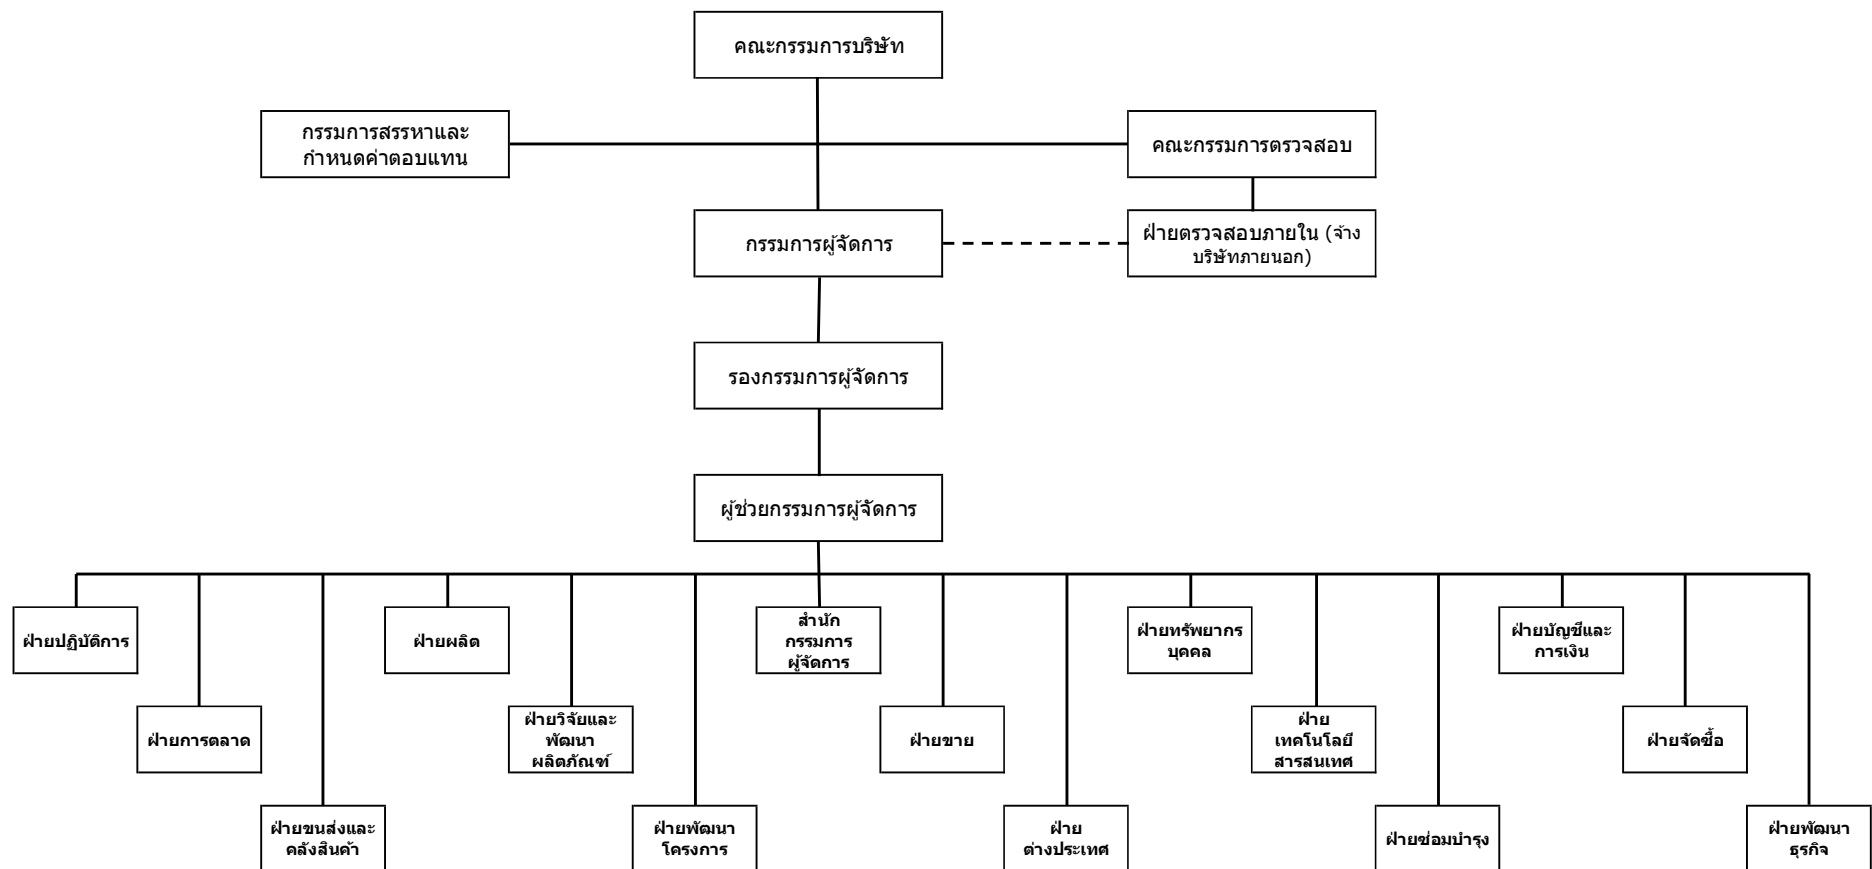 คณะกรรมการบริษัท
กรรมการสรรหาและ
กำหนดค่าตอบแทน
คณะกรรมการตรวจสอบ
กรรมการผู้จัดการ
ฝ่ายตรวจสอบภายใน (จ้าง
บริษัทภายนอก)
รองกรรมการผู้จัดการ
ผู้ช่วยกรรมการผู้จัดการ
ฝ่ายปฏิบัติการ
ฝ่ายผลิต
สำนัก
กรรมการ
ผู้จัดการ
ฝ่ายทรัพยากร
บุคคล
ฝ่ายบัญชีและ
การเงิน
ฝ่ายการตลาด
ฝ่ายวิจัยและ
พัฒนา
ผลิตภัณฑ์
ฝ่ายขาย
ฝ่าย
เทคโนโลยี
สารสนเทศ
ฝ่ายจัดซื้อ
ฝ่ายขนส่งและ
คลังสินค้า
ฝ่ายพัฒนา
โครงการ
ฝ่าย
ต่างประเทศ
ฝ่ายซ่อมบำรุง
ฝ่ายพัฒนา
ธุรกิจ